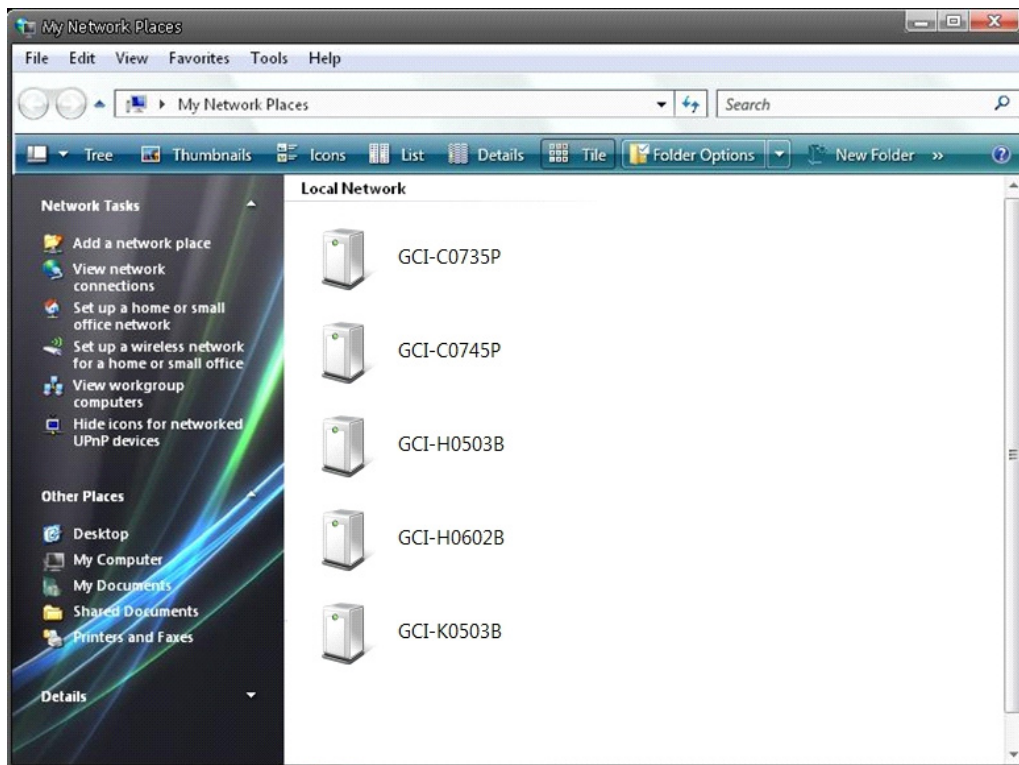 My Network Places
File Edit View Favorites Tools Help
My Network Places
Search
Tree Thumbnails Icons List Details Tile Folder Options New Folder »
Network Tasks
Add a network place
View network
connections
Set up a home or small
office network
Set up a wireless network
for a home or small office
View workgroup
computers
Hide icons for networked
UPnP devices
Other Places
Desktop
My Computer
My Documents
Shared Documents
Printers and Faxes
Details
Local Network
GCI-C0735P
GCI-C0745P
GCI-H0503B
GCI-H0602B
GCI-K0503B